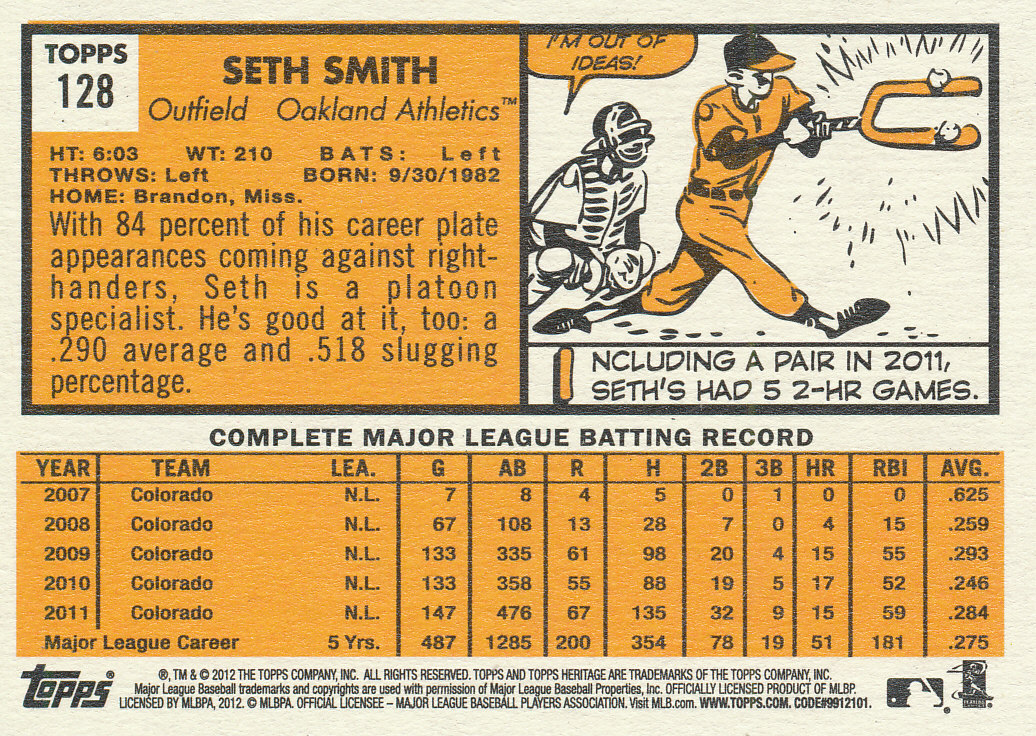 TOPPS
128
SETH SMITH
Outfield Oakland Athletics™
HT: 6:03 WT: 210 BATS: Left
THROWS: Left BORN: 9/30/1982
HOME: Brandon, Miss.
With 84 percent of his career plate
appearances coming against right-
handers, Seth is a platoon
specialist. He's good at it, too: a
.290 average and .518 slugging
percentage.
I'M OUT OF
IDEAS!
INCLUDING A PAIR IN 2011,
SETH'S HAD 5 2-HR GAMES.
COMPLETE MAJOR LEAGUE BATTING RECORD
YEAR TEAM LEA. G AB R H 2B 3B HR RBI AVG.
2007 Colorado N.L. 7 8 4 5 0 1 0 0 .625
2008 Colorado N.L. 67 108 13 28 7 0 4 15 .259
2009 Colorado N.L. 133 335 61 98 20 4 15 55 .293
2010 Colorado N.L. 133 358 55 88 19 5 17 52 .246
2011 Colorado N.L. 147 476 67 135 32 9 15 59 .284
Major League Career 5 Yrs. 487 1285 200 354 78 19 51 181 .275
Topps®
®, TM & © 2012 THE TOPPS COMPANY, INC. ALL RIGHTS RESERVED. TOPPS AND TOPPS HERITAGE ARE TRADEMARKS OF THE TOPPS COMPANY, INC.
Major League Baseball trademarks and copyrights are used with permission of Major League Baseball Properties, Inc. OFFICIALLY LICENSED PRODUCT OF MLBP.
LICENSED BY MLBPA, 2012. © MLBPA. OFFICIAL LICENSEE – MAJOR LEAGUE BASEBALL PLAYERS ASSOCIATION. Visit MLB.com. WWW.TOPPS.COM. CODE#9912101.